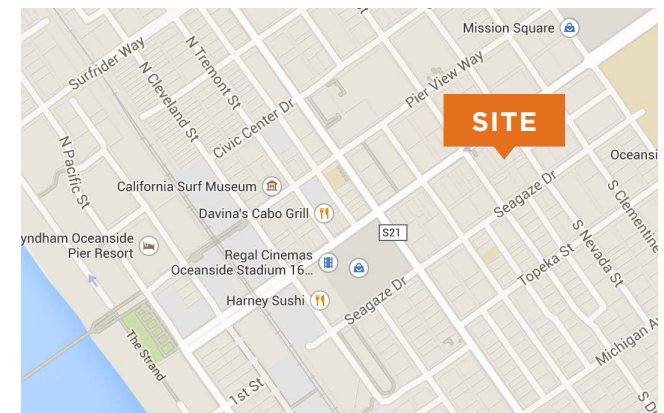 Mission Square
Surfrider Way
N Tremont St
N Cleveland St
Pier View Way
Civic Center Dr
SITE
N Pacific St
Oceansi
California Surf Museum
Seagaze Dr
S Clementine
Davina's Cabo Grill
S21
S Nevada St
yndham Oceanside
Pier Resort
Regal Cinemas
Oceanside Stadium 16...
Topeka St
Harney Sushi
Seagaze Dr
The Strand
Michigan A
1st St
S D